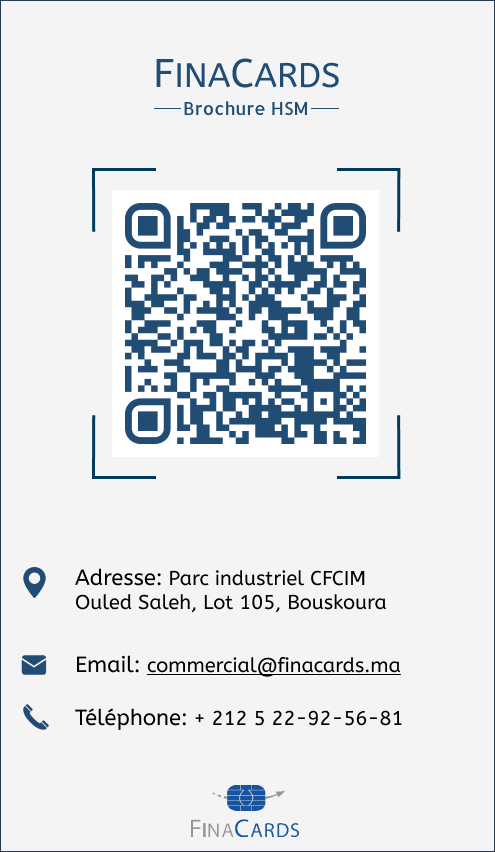 FINACARDS
Brochure HSM
Adresse: Parc industriel CFCIM
Ouled Saleh, Lot 105, Bouskoura
Email: commercial@finacards.ma
Téléphone: + 212 5 22-92-56-81
FINACARDS